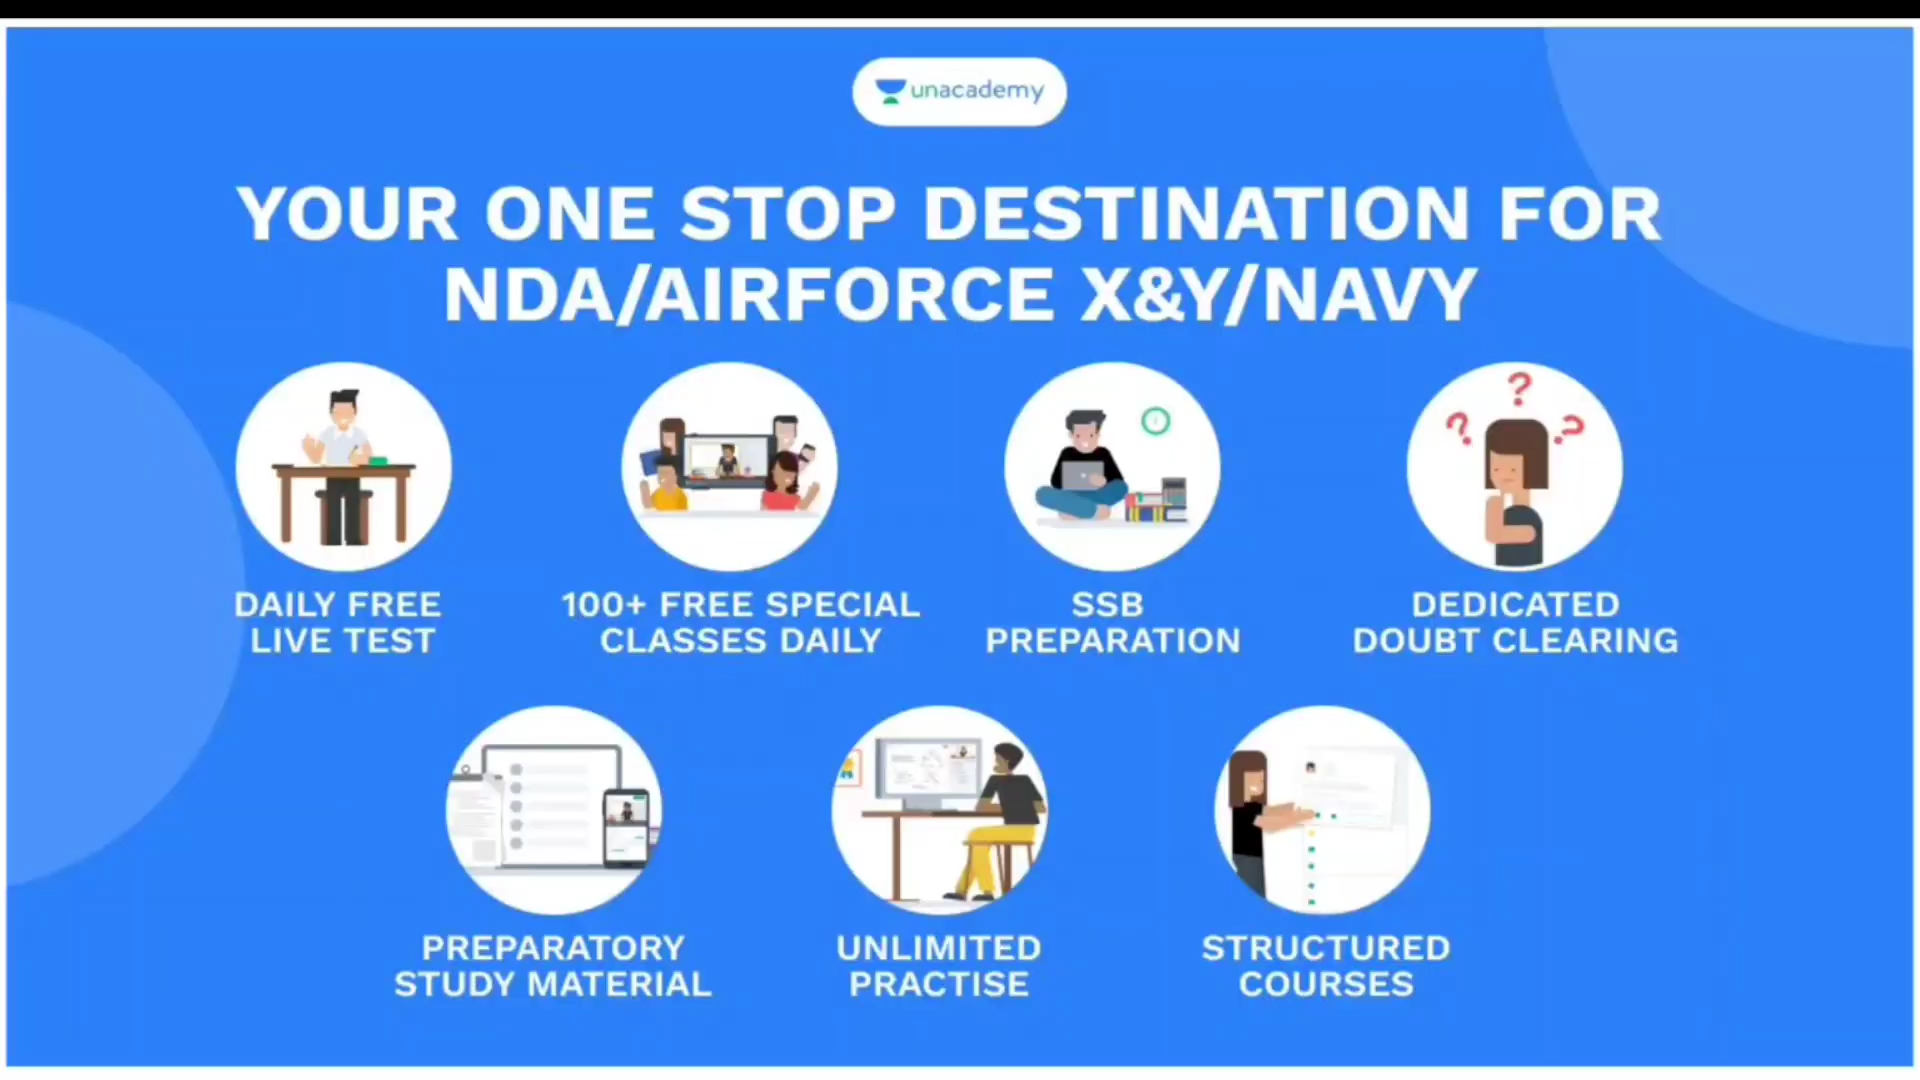 unacademy
YOUR ONE STOP DESTINATION FOR
NDA/AIRFORCE X&Y/NAVY
DAILY FREE
LIVE TEST
100+ FREE SPECIAL
CLASSES DAILY
SSB
PREPARATION
DEDICATED
DOUBT CLEARING
PREPARATORY
STUDY MATERIAL
UNLIMITED
PRACTISE
STRUCTURED
COURSES